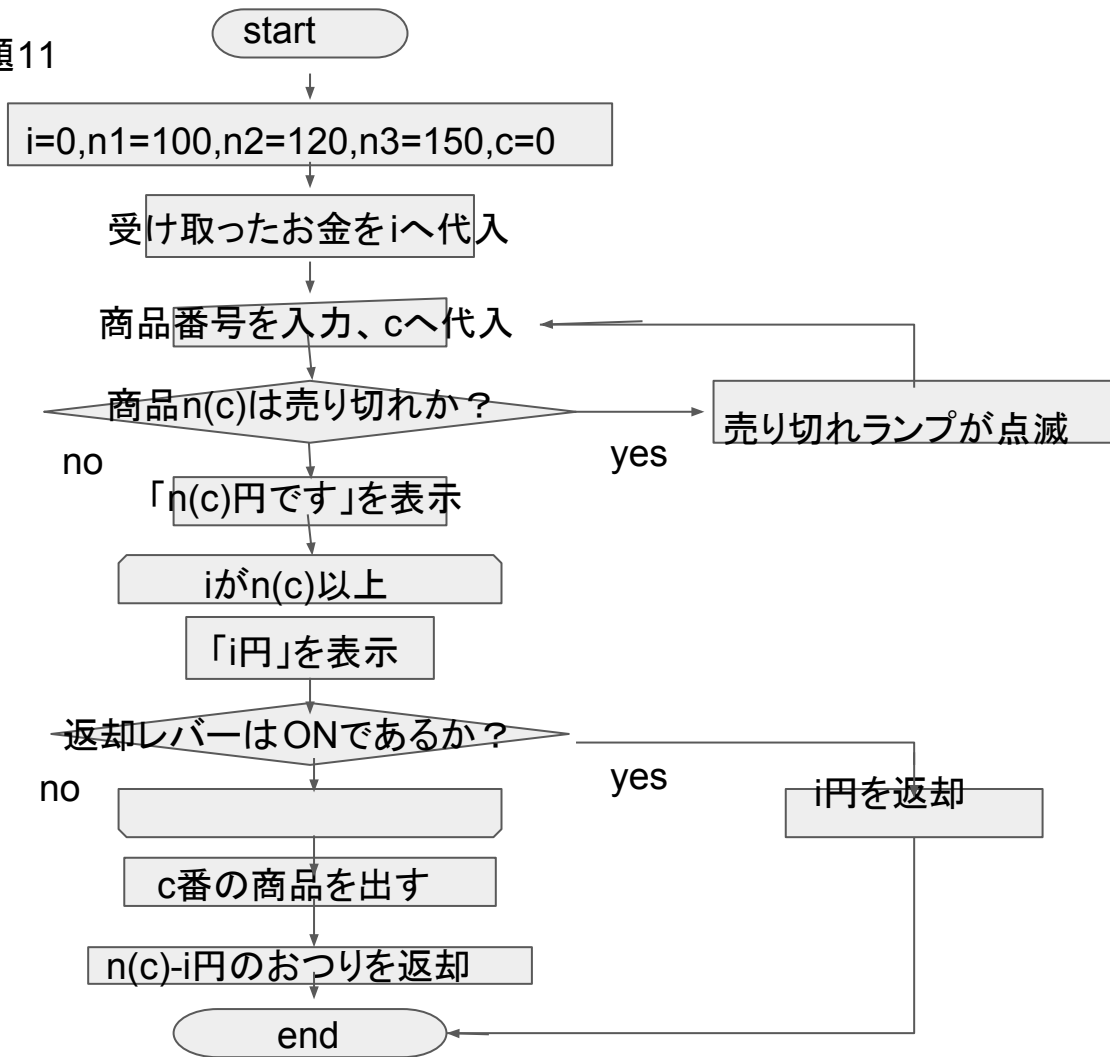 start
題11
i=0,n1=100,n2=120,n3=150,c=0
受け取ったお金をiへ代入
商品番号を入力、cへ代入
商品n(c)は売り切れか？
売り切れランプが点滅
no
yes
「n(c)円です」を表示
iがn(c)以上
「i円」を表示
返却レバーはONであるか？
no
yes
i円を返却
c番の商品を出す
n(c)-i円のおつりを返却
end